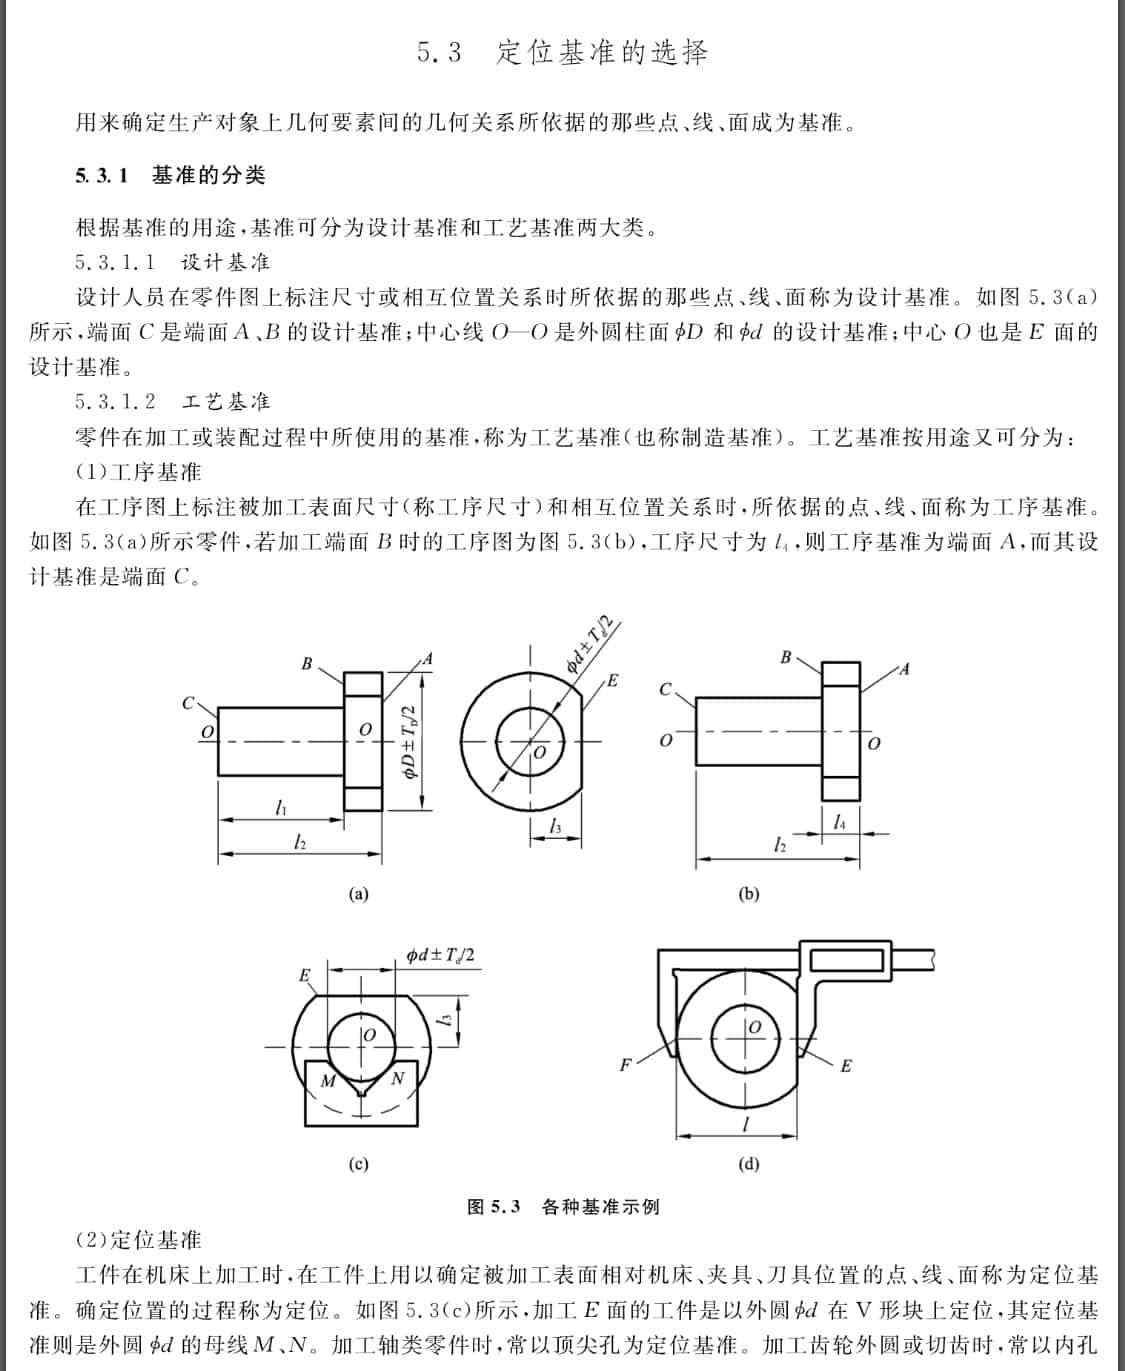 5.3 定位基准的选择
用来确定生产对象上几何要素间的几何关系所依据的那些点、线、面成为基准。
5.3.1 基准的分类
根据基准的用途,基准可分为设计基准和工艺基准两大类。
5.3.1.1 设计基准
设计人员在零件图上标注尺寸或相互位置关系时所依据的那些点、线、面称为设计基准。如图 5.3(a)
所示,端面 C 是端面 A、B 的设计基准;中心线 O—O 是外圆柱面 ϕD 和 ϕd 的设计基准;中心 O 也是 E 面的
设计基准。
5.3.1.2 工艺基准
零件在加工或装配过程中所使用的基准,称为工艺基准(也称制造基准)。工艺基准按用途又可分为:
(1)工序基准
在工序图上标注被加工表面尺寸(称工序尺寸)和相互位置关系时,所依据的点、线、面称为工序基准。
如图 5.3(a)所示零件,若加工端面 B 时的工序图为图 5.3(b),工序尺寸为 l₄,则工序基准为端面 A,而其设
计基准是端面 C。
B
A
C
O
O
ϕD±T_D/2
l₁
l₂
(a)
ϕd±T_d/2
E
O
l₃
B
A
C
O
O
l₄
l₂
(b)
ϕd±T_d/2
E
O
l₃
M
N
(c)
O
F
E
l
(d)
图 5.3 各种基准示例
(2)定位基准
工件在机床上加工时,在工件上用以确定被加工表面相对机床、夹具、刀具位置的点、线、面称为定位基
准。确定位置的过程称为定位。如图 5.3(c)所示,加工 E 面的工件是以外圆 ϕd 在 V 形块上定位,其定位基
准则是外圆 ϕd 的母线 M、N。加工轴类零件时,常以顶尖孔为定位基准。加工齿轮外圆或切齿时,常以内孔